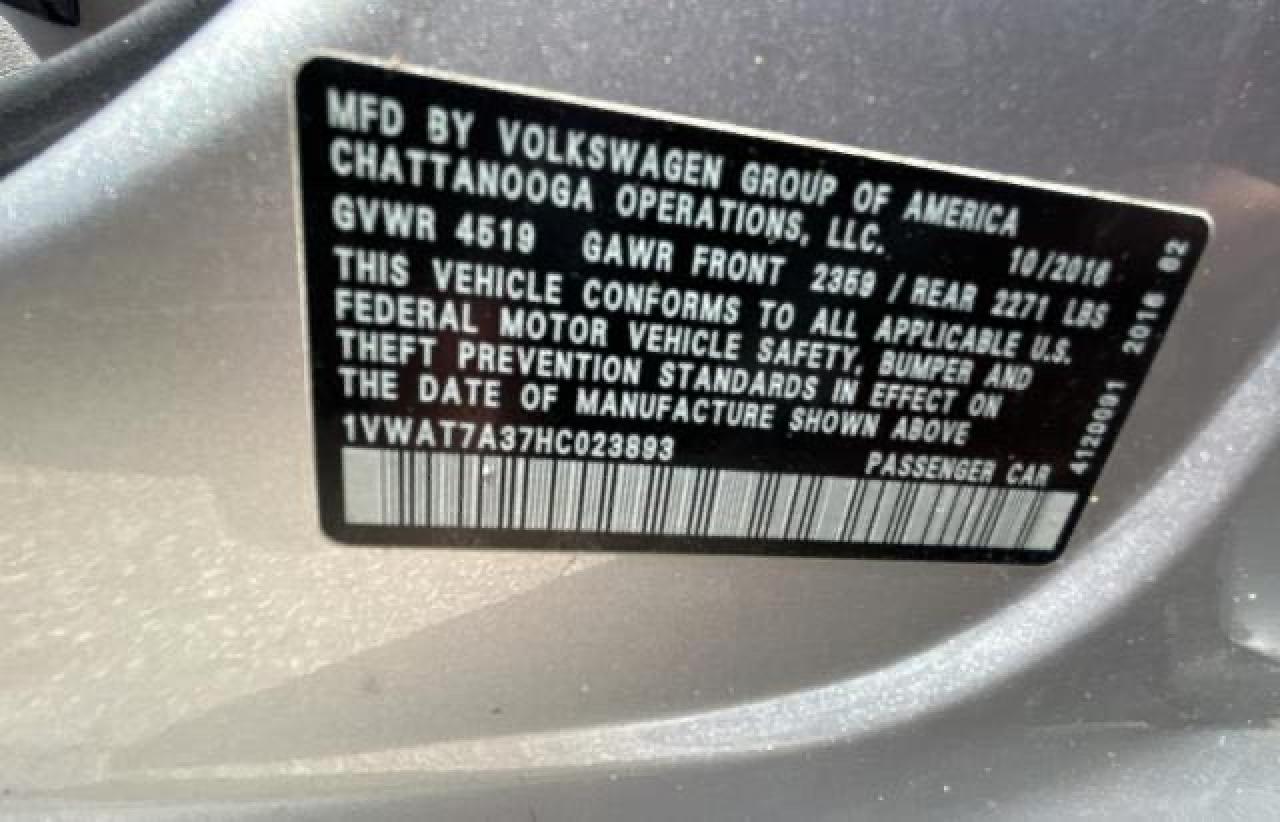 MFD BY VOLKSWAGEN GROUP OF AMERICA
CHATTANOOGA OPERATIONS, LLC. 10/2016
GVWR 4519 GAWR FRONT 2359 / REAR 2271 LBS
THIS VEHICLE CONFORMS TO ALL APPLICABLE U.S.
FEDERAL MOTOR VEHICLE SAFETY, BUMPER AND
THEFT PREVENTION STANDARDS IN EFFECT ON
THE DATE OF MANUFACTURE SHOWN ABOVE
1VWAT7A37HC023893 PASSENGER CAR
4120091 2016 02